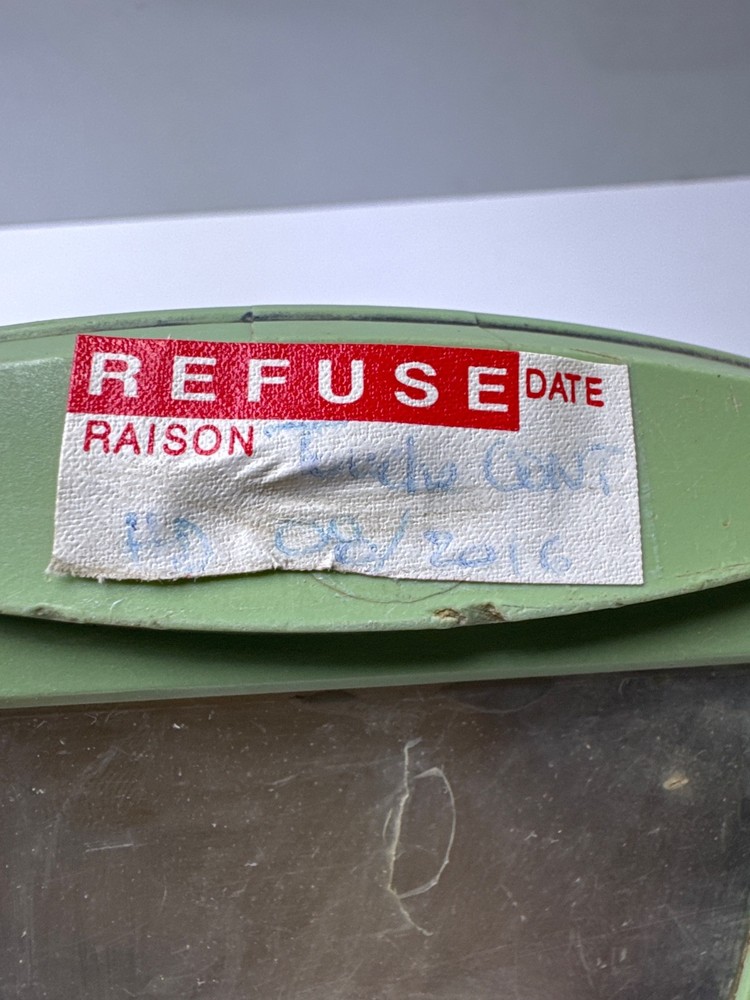 REFUSE DATE
RAISON CONT
08/2016